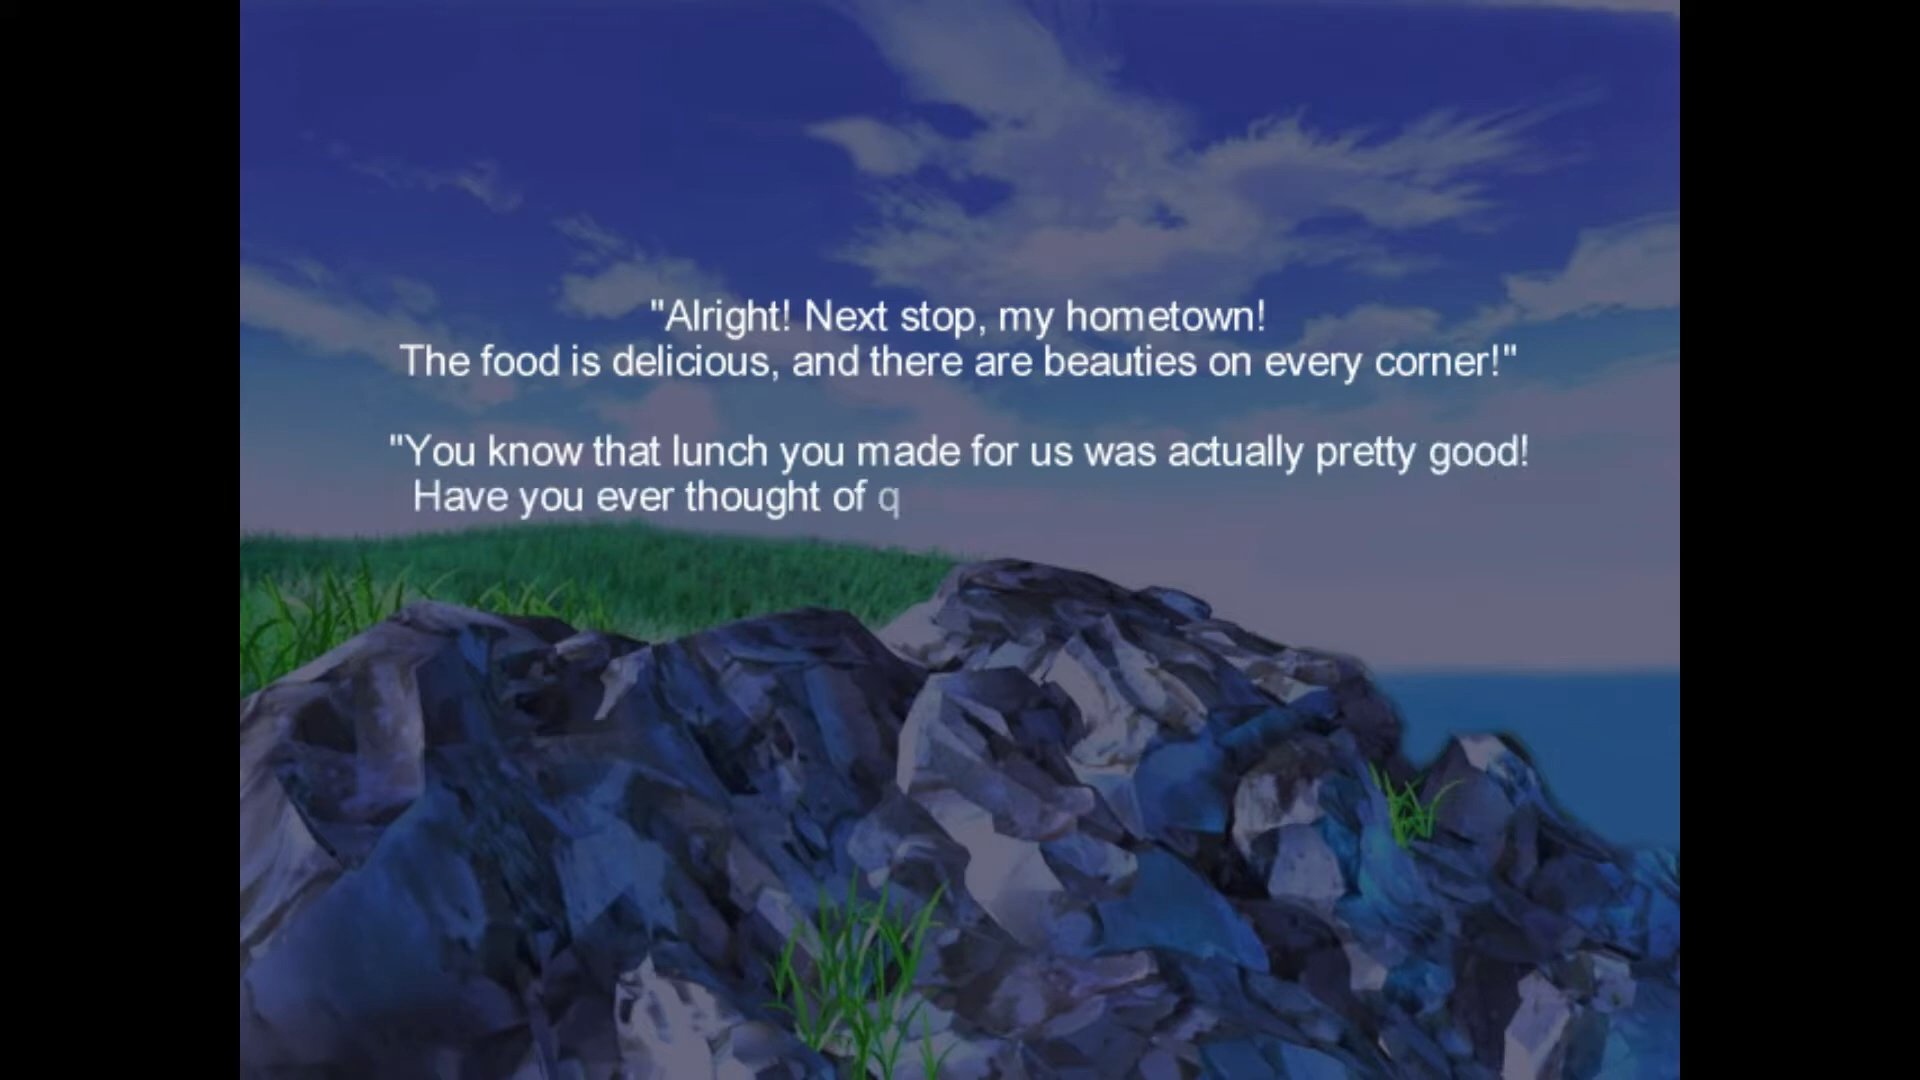 "Alright! Next stop, my hometown!
The food is delicious, and there are beauties on every corner!"
"You know that lunch you made for us was actually pretty good!
Have you ever thought of q